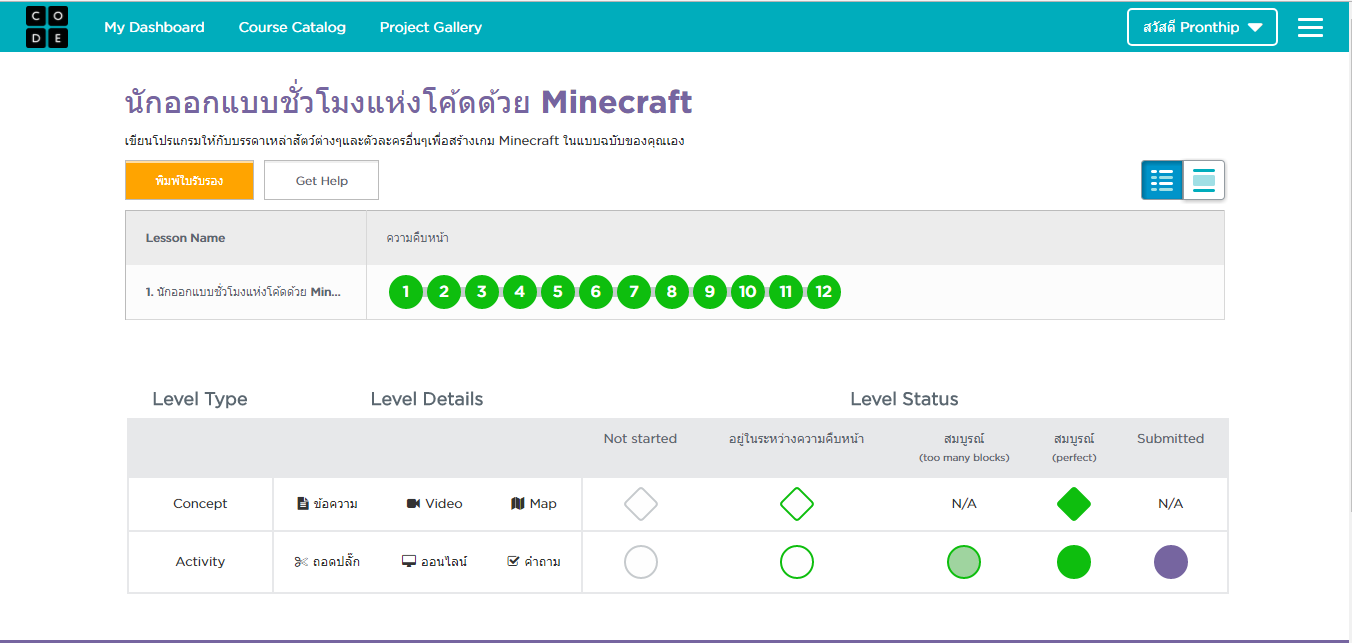 CO
DE
My Dashboard Course Catalog Project Gallery สวัสดี Pronthip
นักออกแบบชั่วโมงแห่งโค้ดด้วย Minecraft
เขียนโปรแกรมให้กับบรรดาเหล่าสัตว์ต่างๆและตัวละครอื่นๆเพื่อสร้างเกม Minecraft ในแบบฉบับของคุณเอง
พิมพ์ใบรับรอง Get Help
Lesson Name ความคืบหน้า
1. นักออกแบบชั่วโมงแห่งโค้ดด้วย Min... 1 2 3 4 5 6 7 8 9 10 11 12
Level Type Level Details Level Status
Not started อยู่ในระหว่างความคืบหน้า สมบูรณ์ สมบูรณ์ Submitted
(too many blocks) (perfect)
Concept ข้อความ Video Map N/A N/A
Activity ถอดปลั๊ก ออนไลน์ คำถาม